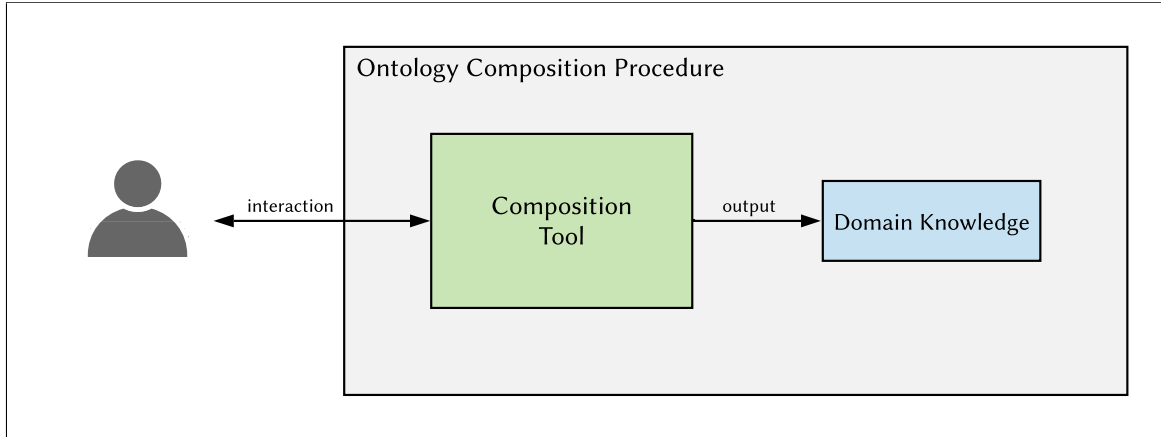 Ontology Composition Procedure
interaction
Composition
Tool
output
Domain Knowledge